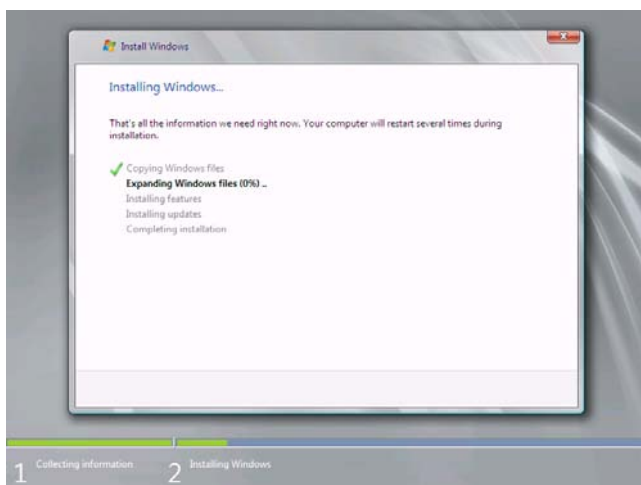 Install Windows
Installing Windows...
That's all the information we need right now. Your computer will restart several times during
installation.
Copying Windows files
Expanding Windows files (0%) ..
Installing features
Installing updates
Completing installation
1 Collecting information 2 Installing Windows